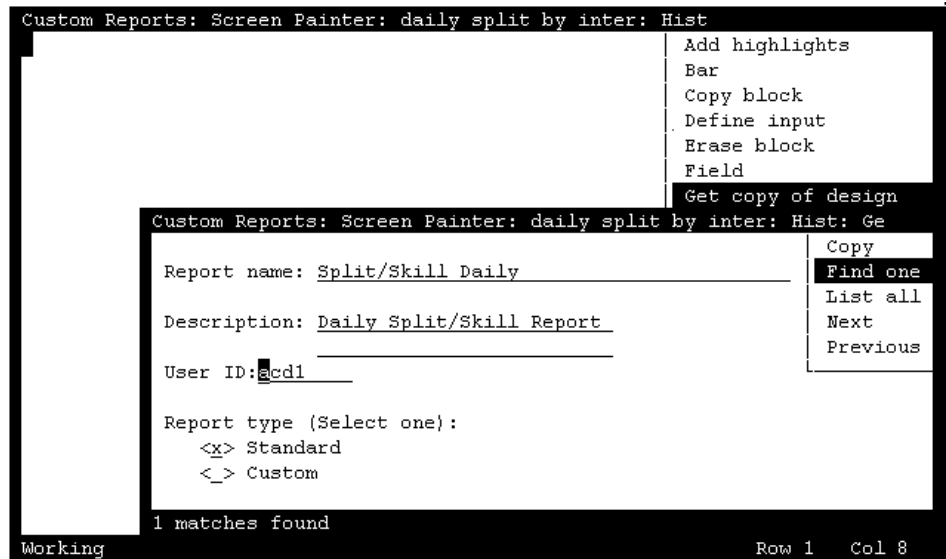 Custom Reports: Screen Painter: daily split by inter: Hist
Add highlights
Bar
Copy block
Define input
Erase block
Field
Get copy of design
Custom Reports: Screen Painter: daily split by inter: Hist: Ge
Copy
Report name: Split/Skill Daily
Find one
List all
Description: Daily Split/Skill Report
Next
Previous
User ID:acd1
Report type (Select one):
<x> Standard
<_> Custom
1 matches found
Working Row 1 Col 8